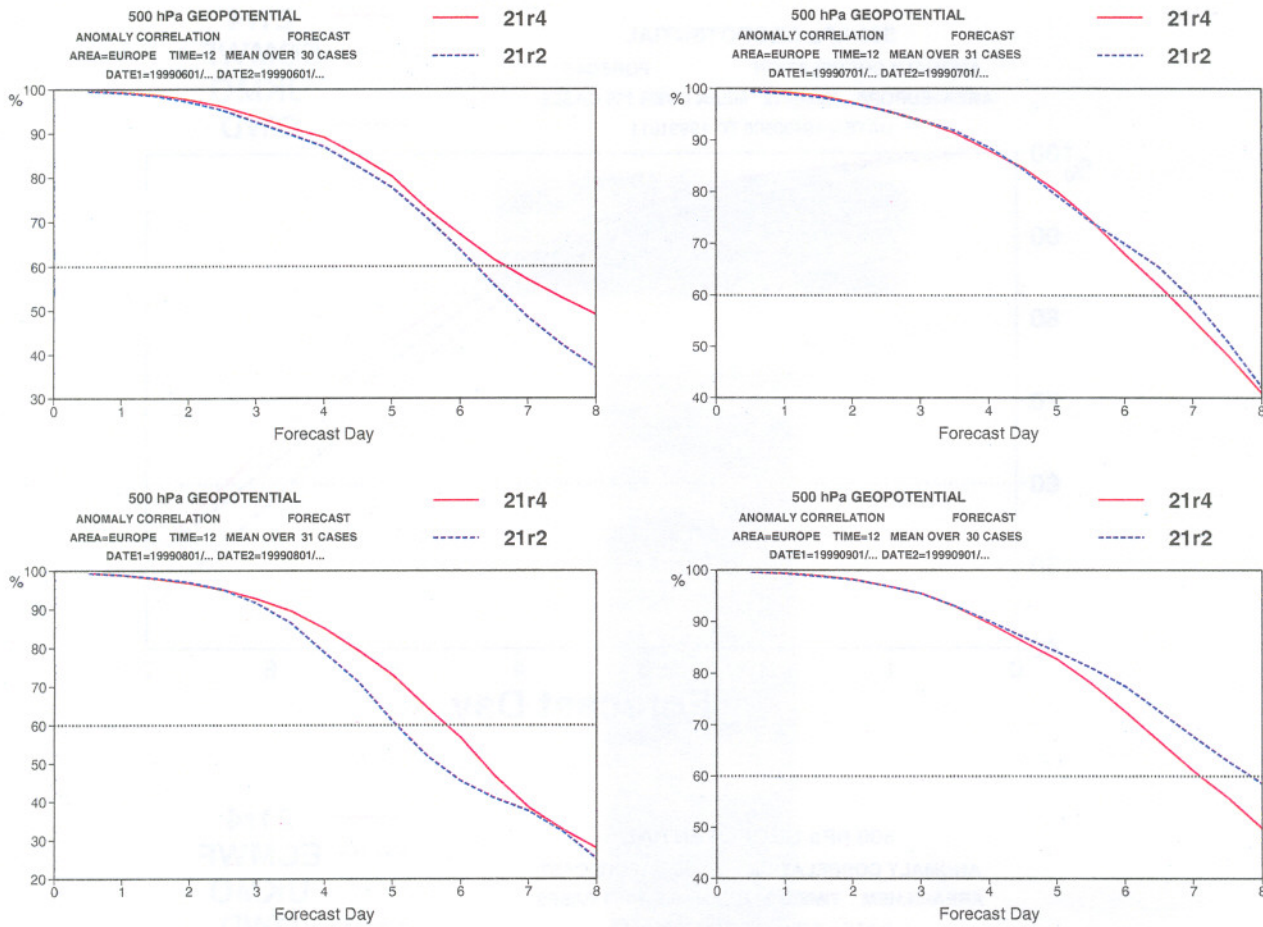 500 hPa GEOPOTENTIAL
ANOMALY CORRELATION FORECAST
AREA=EUROPE TIME=12 MEAN OVER 30 CASES
DATE1=19990601/... DATE2=19990601/...
21r4
21r2
%
100
90
80
70
60
50
40
30
0 1 2 3 4 5 6 7 8
Forecast Day
500 hPa GEOPOTENTIAL
ANOMALY CORRELATION FORECAST
AREA=EUROPE TIME=12 MEAN OVER 31 CASES
DATE1=19990701/... DATE2=19990701/...
21r4
21r2
%
100
90
80
70
60
50
40
0 1 2 3 4 5 6 7 8
Forecast Day
500 hPa GEOPOTENTIAL
ANOMALY CORRELATION FORECAST
AREA=EUROPE TIME=12 MEAN OVER 31 CASES
DATE1=19990801/... DATE2=19990801/...
21r4
21r2
%
100
90
80
70
60
50
40
30
20
0 1 2 3 4 5 6 7 8
Forecast Day
500 hPa GEOPOTENTIAL
ANOMALY CORRELATION FORECAST
AREA=EUROPE TIME=12 MEAN OVER 30 CASES
DATE1=19990901/... DATE2=19990901/...
21r4
21r2
%
100
90
80
70
60
50
40
0 1 2 3 4 5 6 7 8
Forecast Day